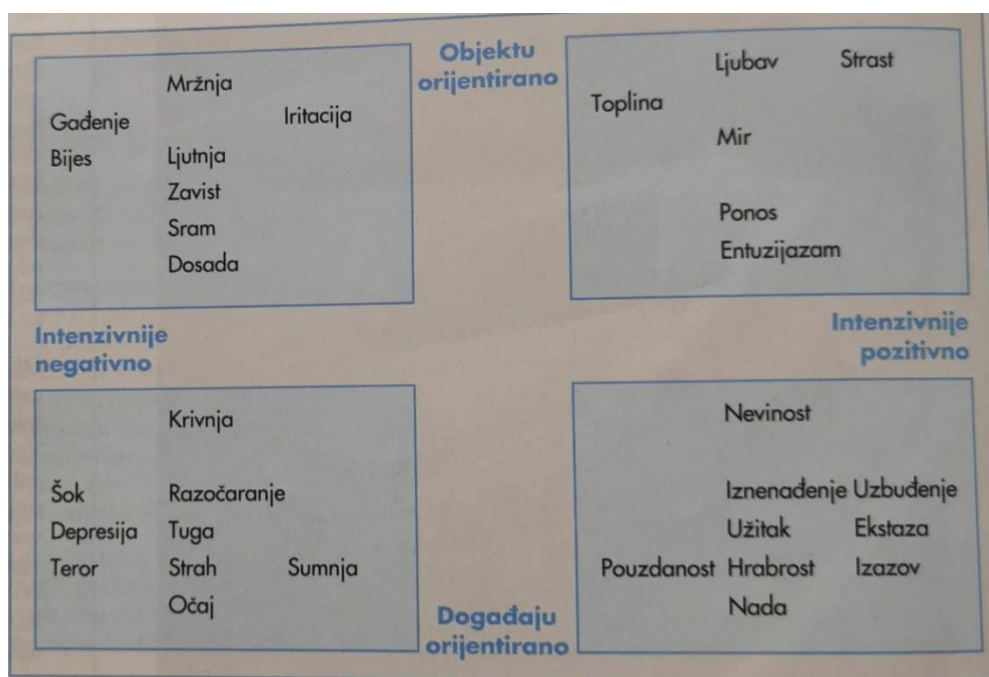 Objektu
orijentirano
Mržnja
Gađenje Iritacija
Bijes Ljutnja
Zavist
Sram
Dosada
Ljubav Strast
Toplina
Mir
Ponos
Entuzijazam
Intenzivnije
negativno
Intenzivnije
pozitivno
Krivnja
Šok Razočaranje
Depresija Tuga
Teror Strah Sumnja
Očaj
Nevinost
Iznenađenje Uzbuđenje
Užitak Ekstaza
Pouzdanost Hrabrost Izazov
Nada
Događaju
orijentirano